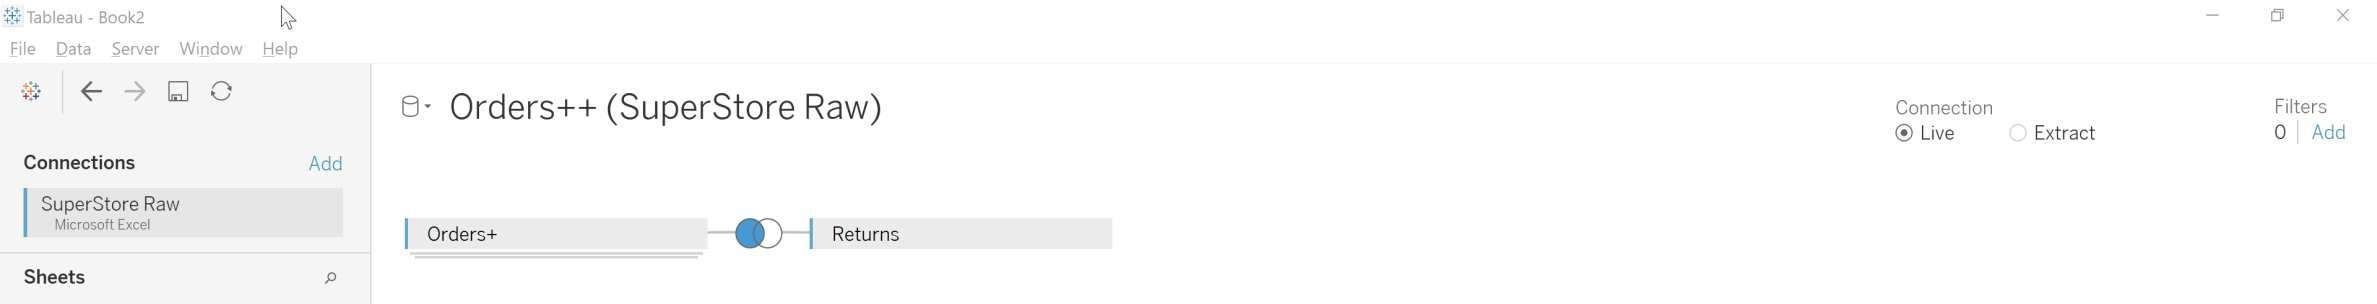 Tableau - Book2
File Data Server Window Help
Connections Add
SuperStore Raw
Microsoft Excel
Sheets
Orders++ (SuperStore Raw)
Connection
Live Extract
Filters
0 Add
Orders+ Returns